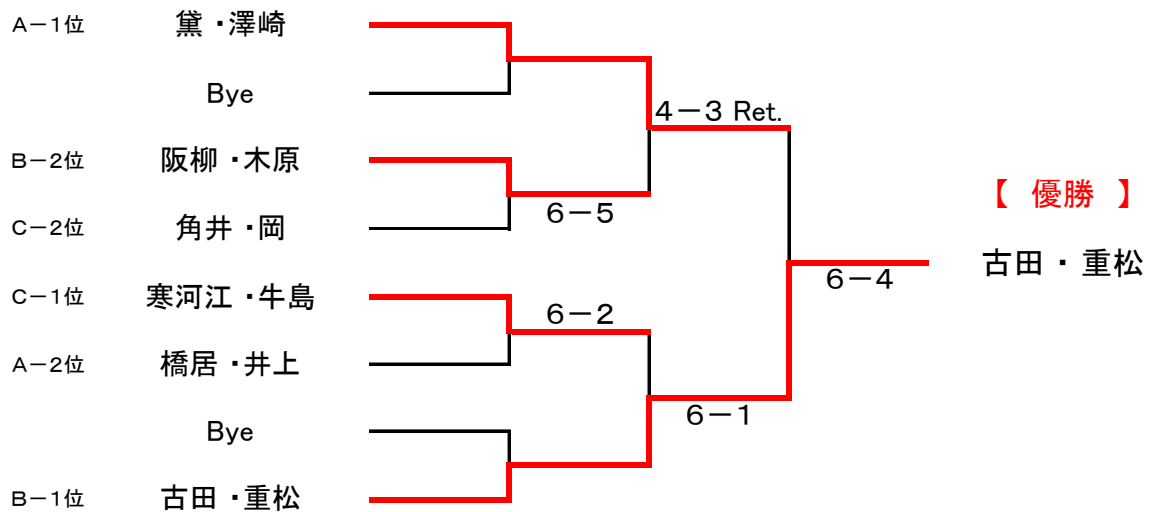 A－1位 黛・澤崎
Bye
4－3 Ret.
B－2位 阪柳・木原
【 優勝 】
6－5
C－2位 角井・岡
古田・重松
6－4
C－1位 寒河江・牛島
6－2
A－2位 橋居・井上
6－1
Bye
B－1位 古田・重松